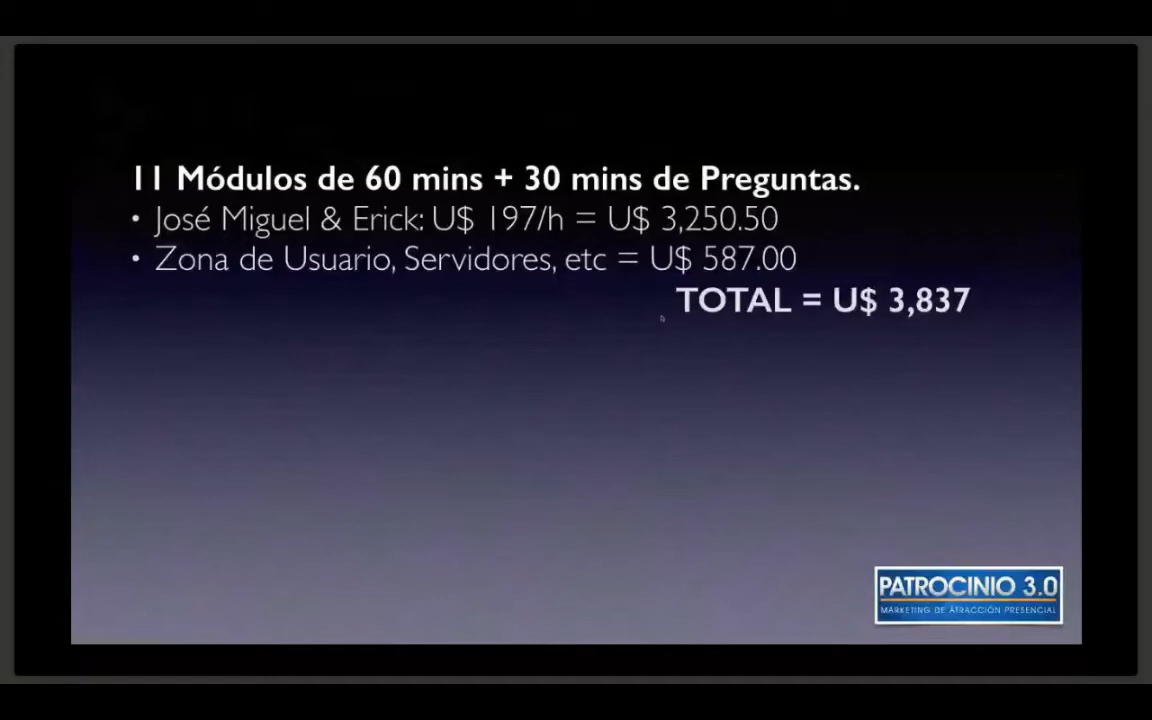 11 Módulos de 60 mins + 30 mins de Preguntas.
• José Miguel & Erick: U$ 197/h = U$ 3,250.50
• Zona de Usuario, Servidores, etc = U$ 587.00
TOTAL = U$ 3,837
PATROCINIO 3.0
MARKETING DE ATRACCIÓN PRESENCIAL